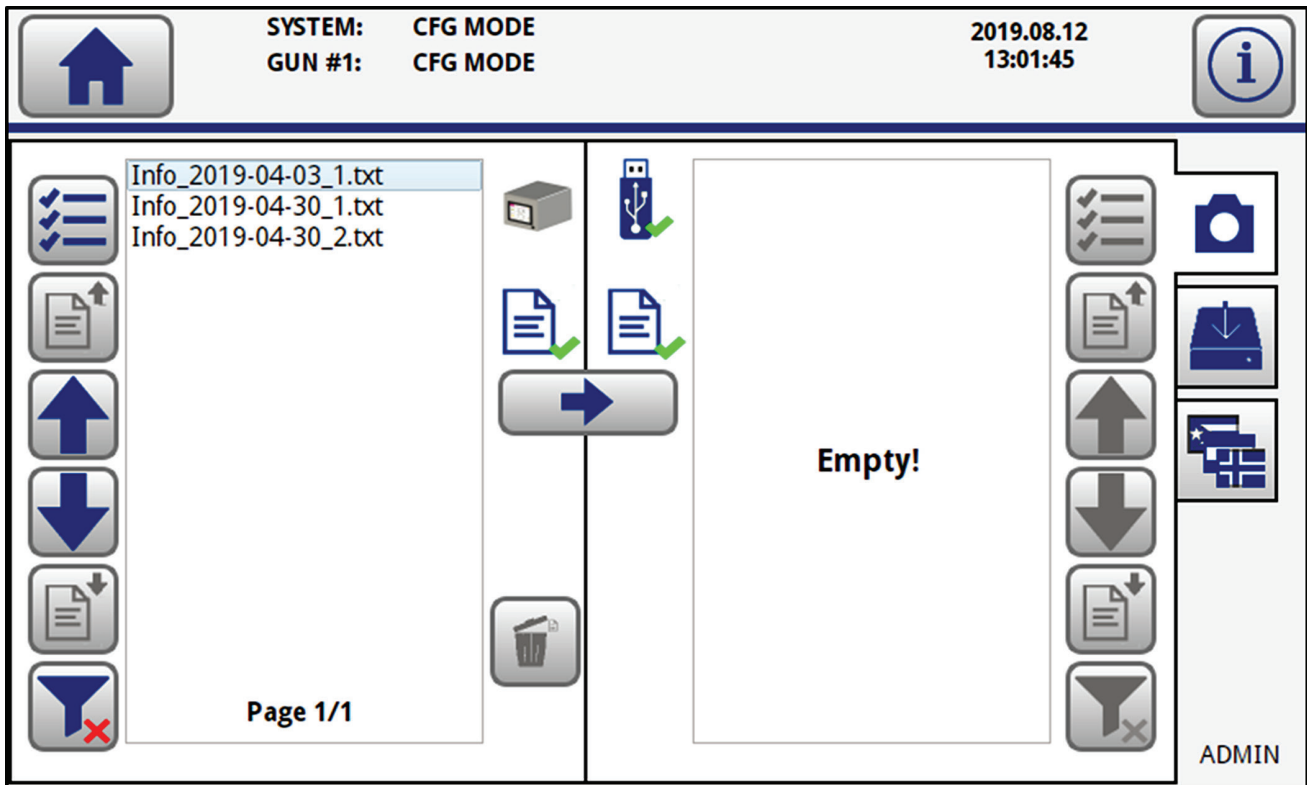 SYSTEM: CFG MODE
GUN #1: CFG MODE
2019.08.12
13:01:45
Info_2019-04-03_1.txt
Info_2019-04-30_1.txt
Info_2019-04-30_2.txt
Page 1/1
Empty!
ADMIN